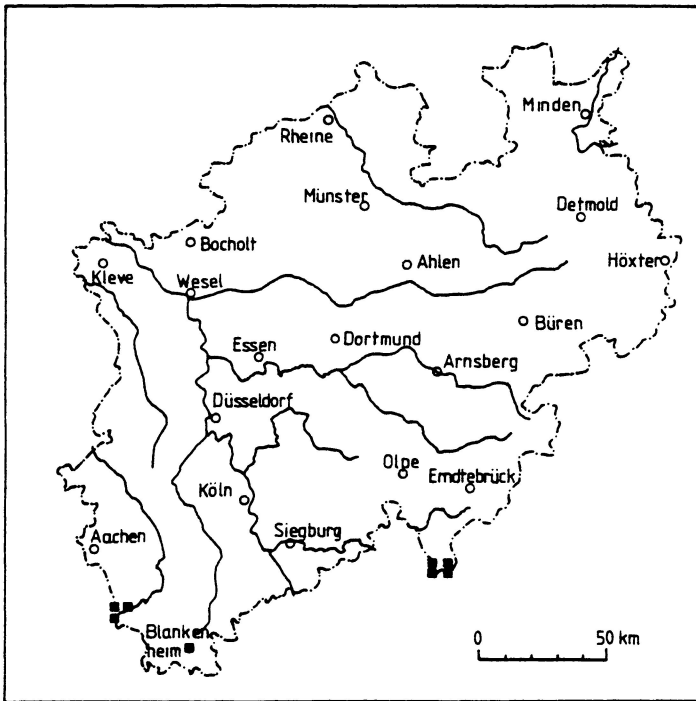 Minden
Rheine
Münster
Detmold
Bocholt
Höxter
Kleve
Ahlen
Wesel
Büren
Essen
Dortmund
Arnsberg
Düsseldorf
Olpe
Erndtebrück
Köln
Siegburg
Aachen
Blanken
heim
0 50 km